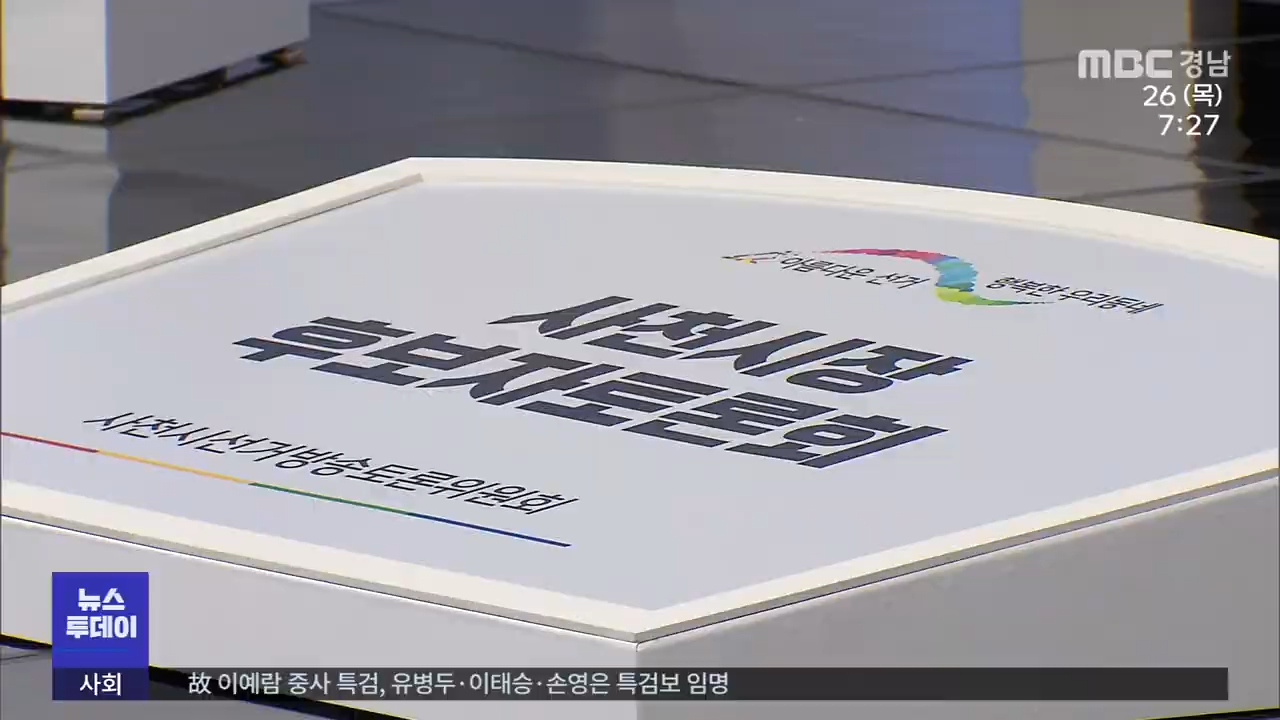 MBC 경남
26 (목)
7:27
아름다운 선거
행복한 우리동네
사천시장
후보자토론회
사천시선거방송토론위원회
뉴스
투데이
사회
故 이예람 중사 특검, 유병두·이태승·손영은 특검보 임명